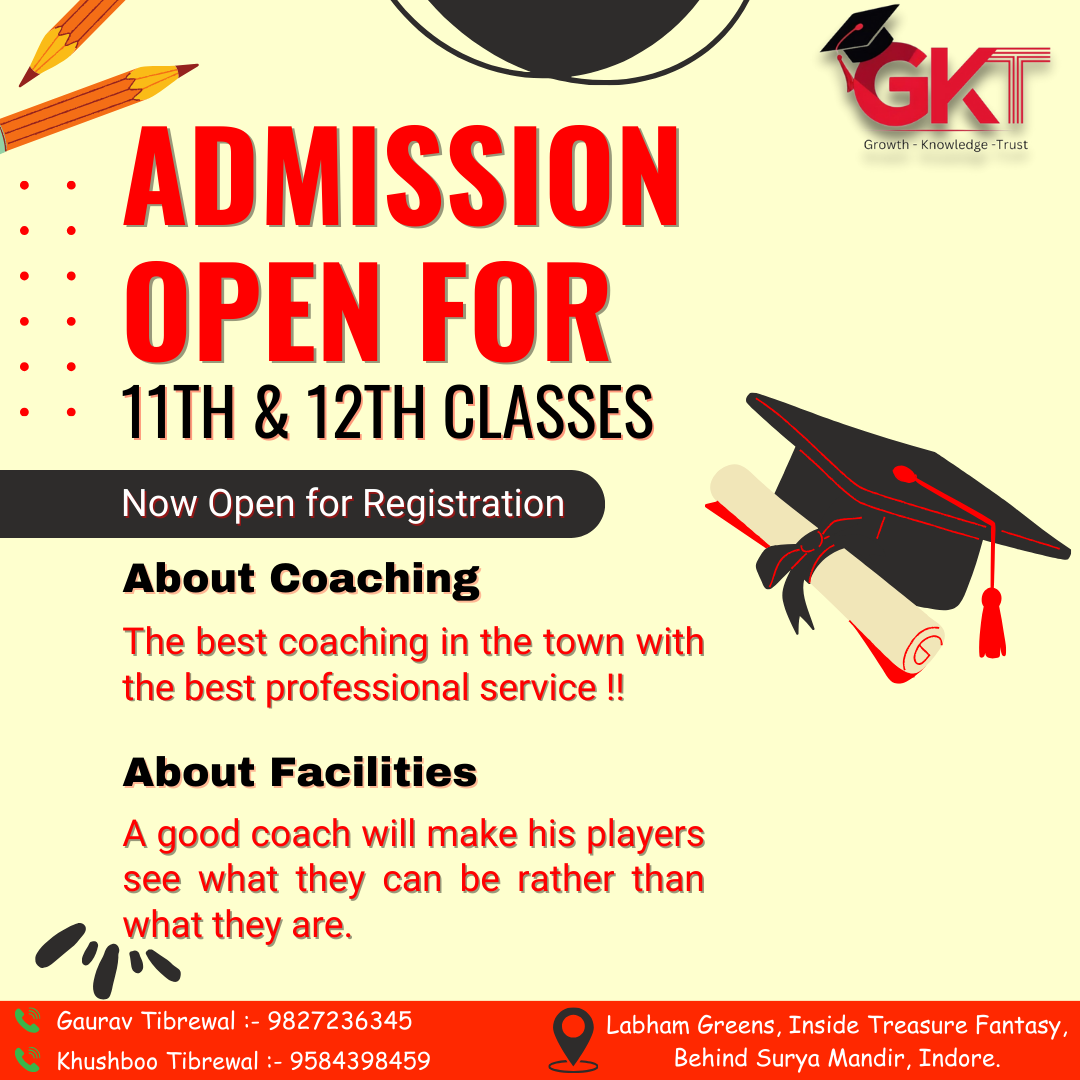 GKT
Growth - Knowledge -Trust
ADMISSION
OPEN FOR
11TH & 12TH CLASSES
Now Open for Registration
About Coaching
The best coaching in the town with
the best professional service !!
About Facilities
A good coach will make his players
see what they can be rather than
what they are.
Gaurav Tibrewal :- 9827236345
Khushboo Tibrewal :- 9584398459
Labham Greens, Inside Treasure Fantasy,
Behind Surya Mandir, Indore.